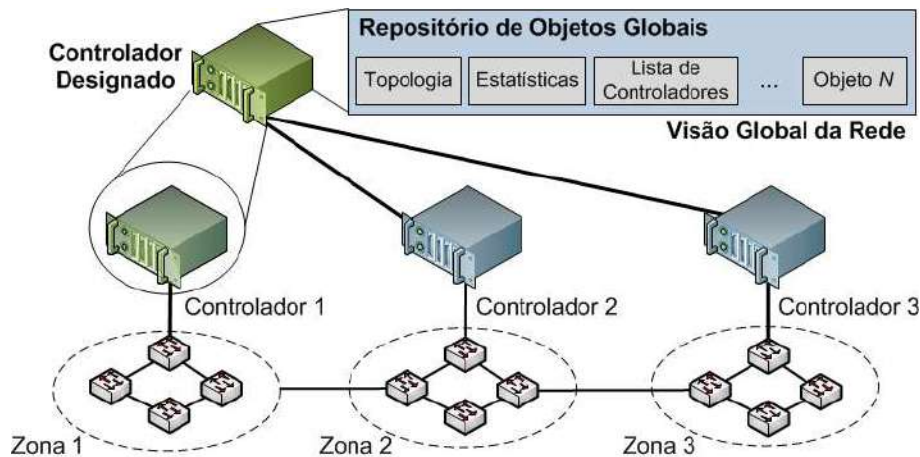 Controlador
Designado
Repositório de Objetos Globais
Topologia
Estatísticas
Lista de
Controladores
...
Objeto N
Visão Global da Rede
Controlador 1
Controlador 2
Controlador 3
Zona 1
Zona 2
Zona 3